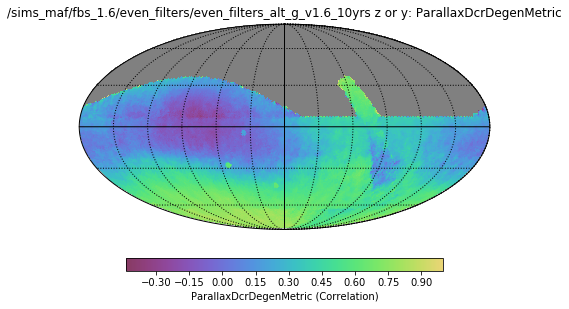 /sims_maf/fbs_1.6/even_filters/even_filters_alt_g_v1.6_10yrs z or y: ParallaxDcrDegenMetric
−0.30 −0.15 0.00 0.15 0.30 0.45 0.60 0.75 0.90
ParallaxDcrDegenMetric (Correlation)